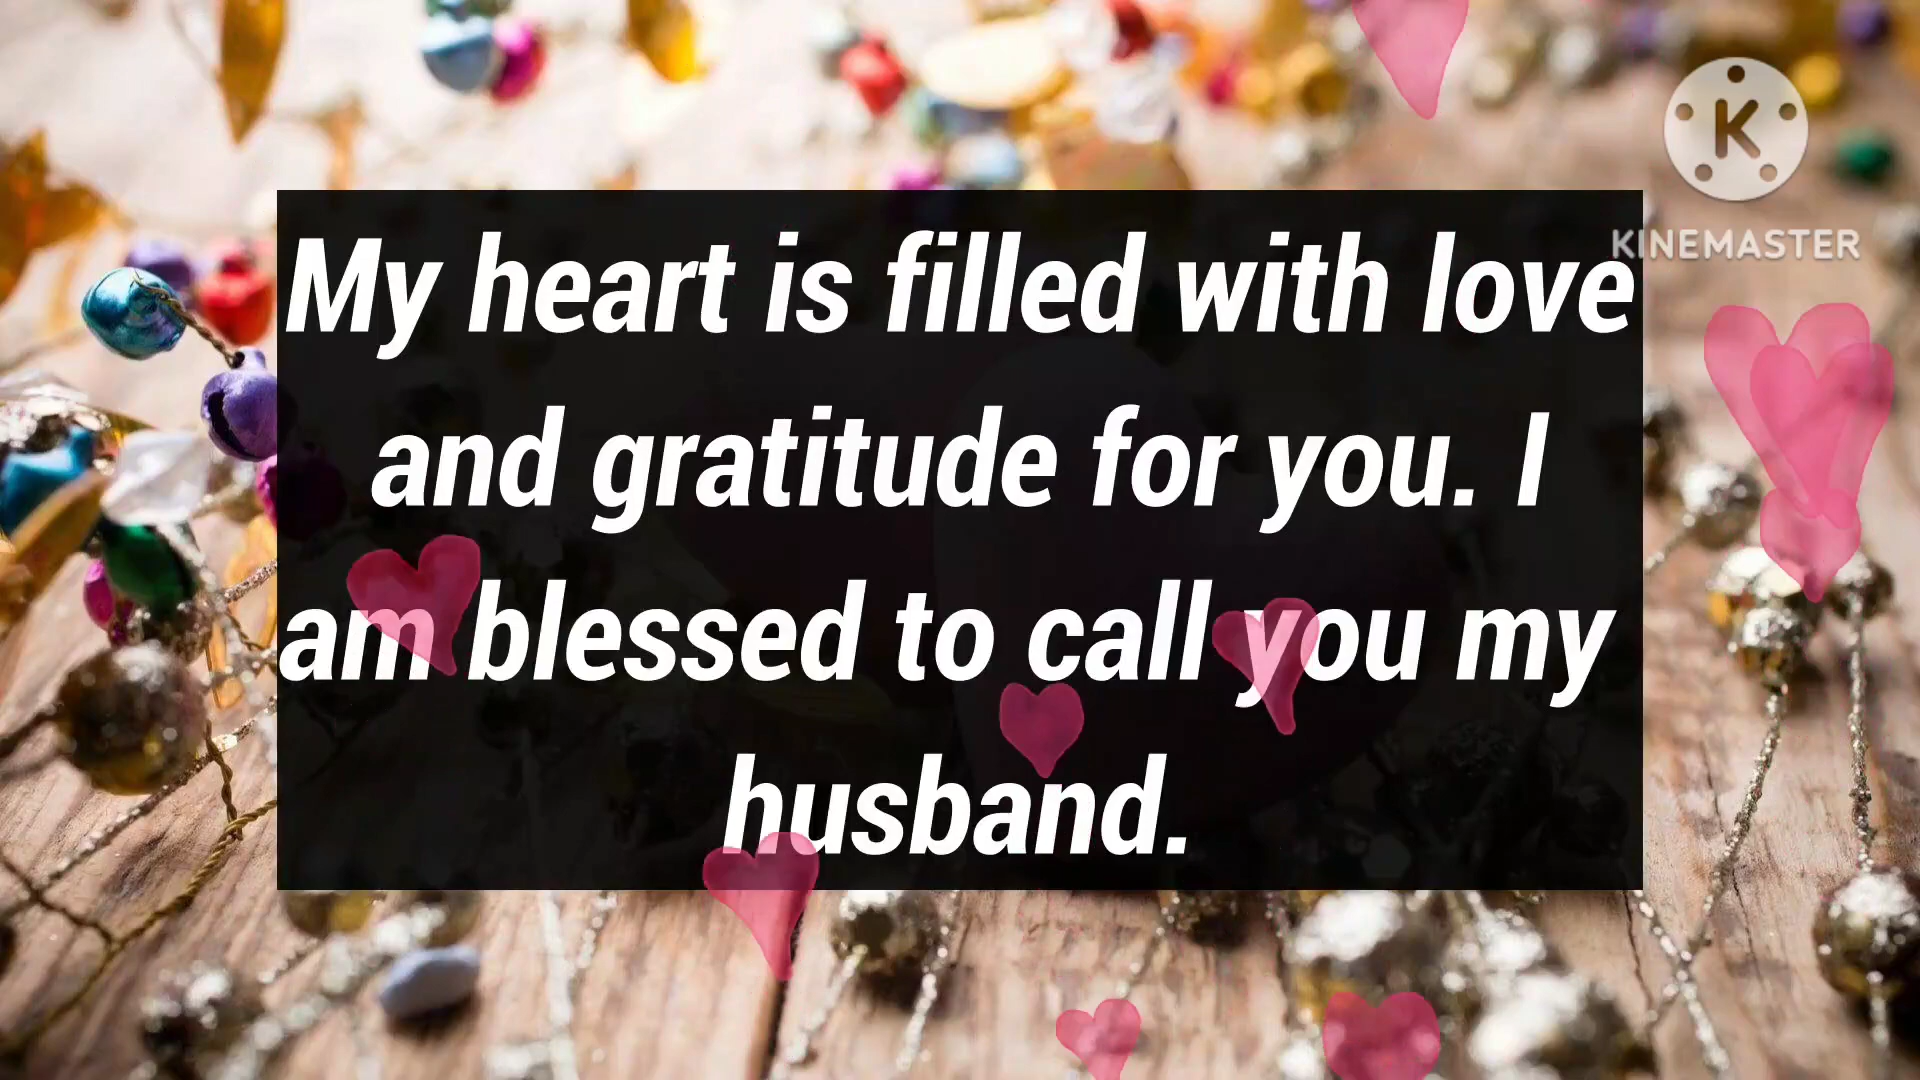 K
KINEMASTER
My heart is filled with love
and gratitude for you. I
am blessed to call you my
husband.